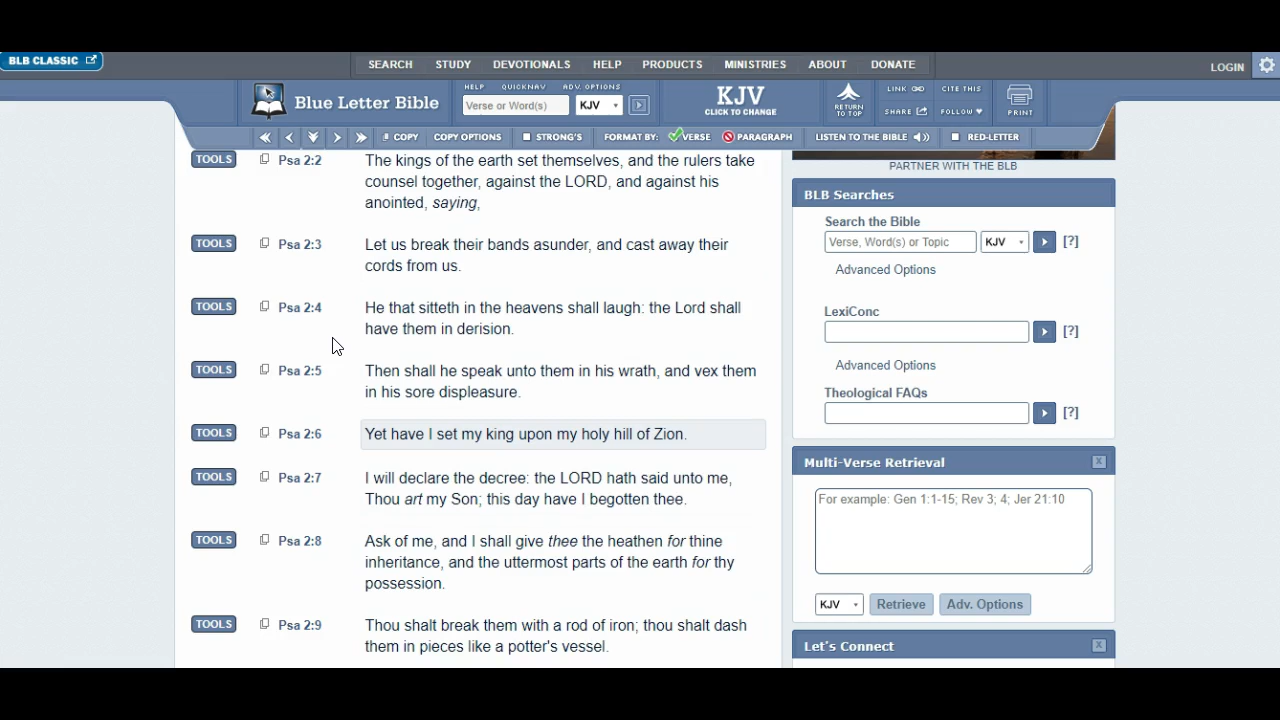 BLB CLASSIC
SEARCH STUDY DEVOTIONALS HELP PRODUCTS MINISTRIES ABOUT DONATE
LOGIN
Blue Letter Bible
HELP QUICKNAV ADV. OPTIONS
Verse or Word(s) KJV
KJV
CLICK TO CHANGE
RETURN
TO TOP
LINK CITE THIS
SHARE FOLLOW
PRINT
COPY COPY OPTIONS STRONG'S FORMAT BY: VERSE PARAGRAPH LISTEN TO THE BIBLE RED-LETTER
TOOLS Psa 2:2 The kings of the earth set themselves, and the rulers take
counsel together, against the LORD, and against his
anointed, saying,
TOOLS Psa 2:3 Let us break their bands asunder, and cast away their
cords from us.
TOOLS Psa 2:4 He that sitteth in the heavens shall laugh: the Lord shall
have them in derision.
TOOLS Psa 2:5 Then shall he speak unto them in his wrath, and vex them
in his sore displeasure.
TOOLS Psa 2:6 Yet have I set my king upon my holy hill of Zion.
TOOLS Psa 2:7 I will declare the decree: the LORD hath said unto me,
Thou art my Son; this day have I begotten thee.
TOOLS Psa 2:8 Ask of me, and I shall give thee the heathen for thine
inheritance, and the uttermost parts of the earth for thy
possession.
TOOLS Psa 2:9 Thou shalt break them with a rod of iron; thou shalt dash
them in pieces like a potter's vessel.
PARTNER WITH THE BLB
BLB Searches
Search the Bible
Verse, Word(s) or Topic KJV [?]
Advanced Options
LexiConc
[?]
Advanced Options
Theological FAQs
[?]
Multi-Verse Retrieval X
For example: Gen 1:1-15; Rev 3; 4; Jer 21:10
KJV Retrieve Adv. Options
Let's Connect X